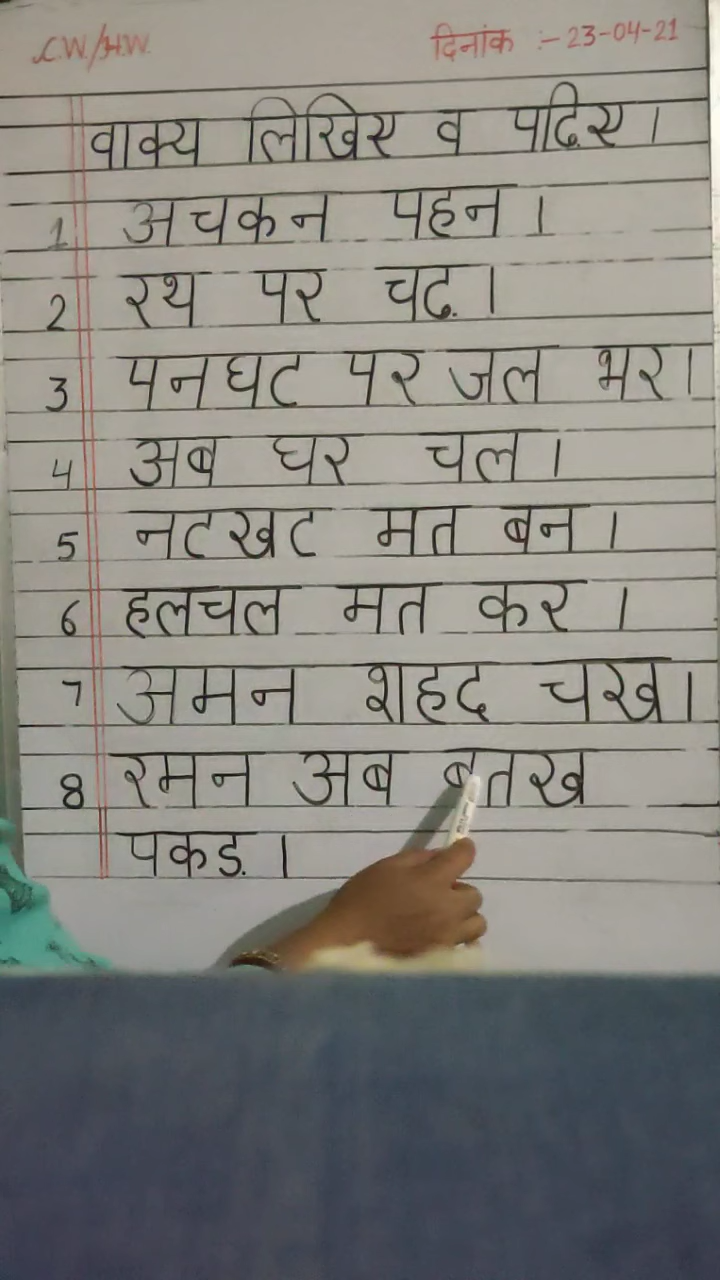 C.W./H.W. दिनांक :- 23-04-21
वाक्य लिखिए व पढ़िए।
1 अचकन पहन।
2 रथ पर चढ़।
3 पनघट पर जल भर।
4 अब घर चल।
5 नटखट मत बन।
6 हलचल मत कर।
7 अमन शहद चख।
8 रमन अब बतख
पकड़।